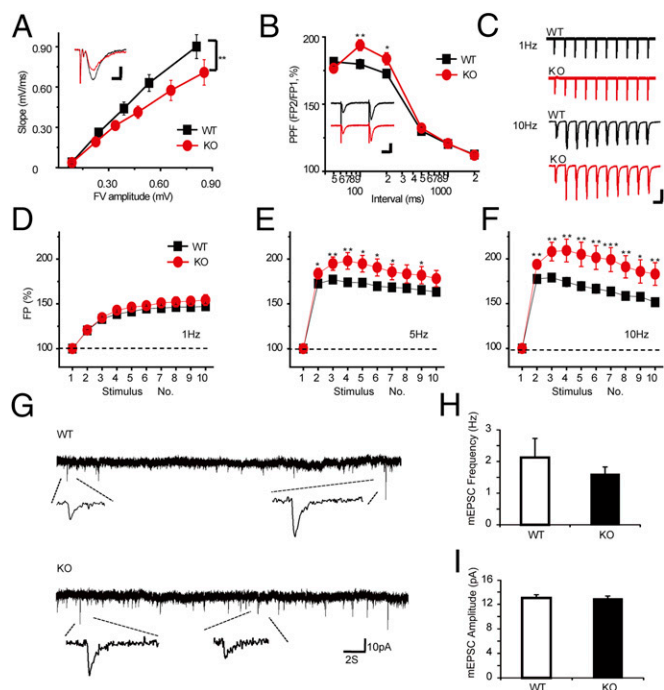 A
0.90
0.60
0.30
0
Slope (mV/ms)
**
WT
KO
0.30
0.60
0.90
FV amplitude (mV)
B
200
150
100
PPF (FP2/FP1, %)
**
*
WT
KO
5 6 7 8 9
2
3
4
5 6 7 8 9
2
100
1000
Interval (ms)
C
WT
1Hz
KO
WT
10Hz
KO
D
WT
KO
200
150
100
FP (%)
1Hz
1 2 3 4 5 6 7 8 9 10
Stimulus No.
E
200
150
100
* ** ** * * * *
5Hz
1 2 3 4 5 6 7 8 9 10
Stimulus No.
F
200
150
100
** ** ** ** ** *** ** * **
10Hz
1 2 3 4 5 6 7 8 9 10
Stimulus No.
G
WT
KO
10pA
2S
H
3
2
1
0
mEPSC Frequency (Hz)
WT
KO
I
16
12
8
4
0
mEPSC Amplitude (pA)
WT
KO